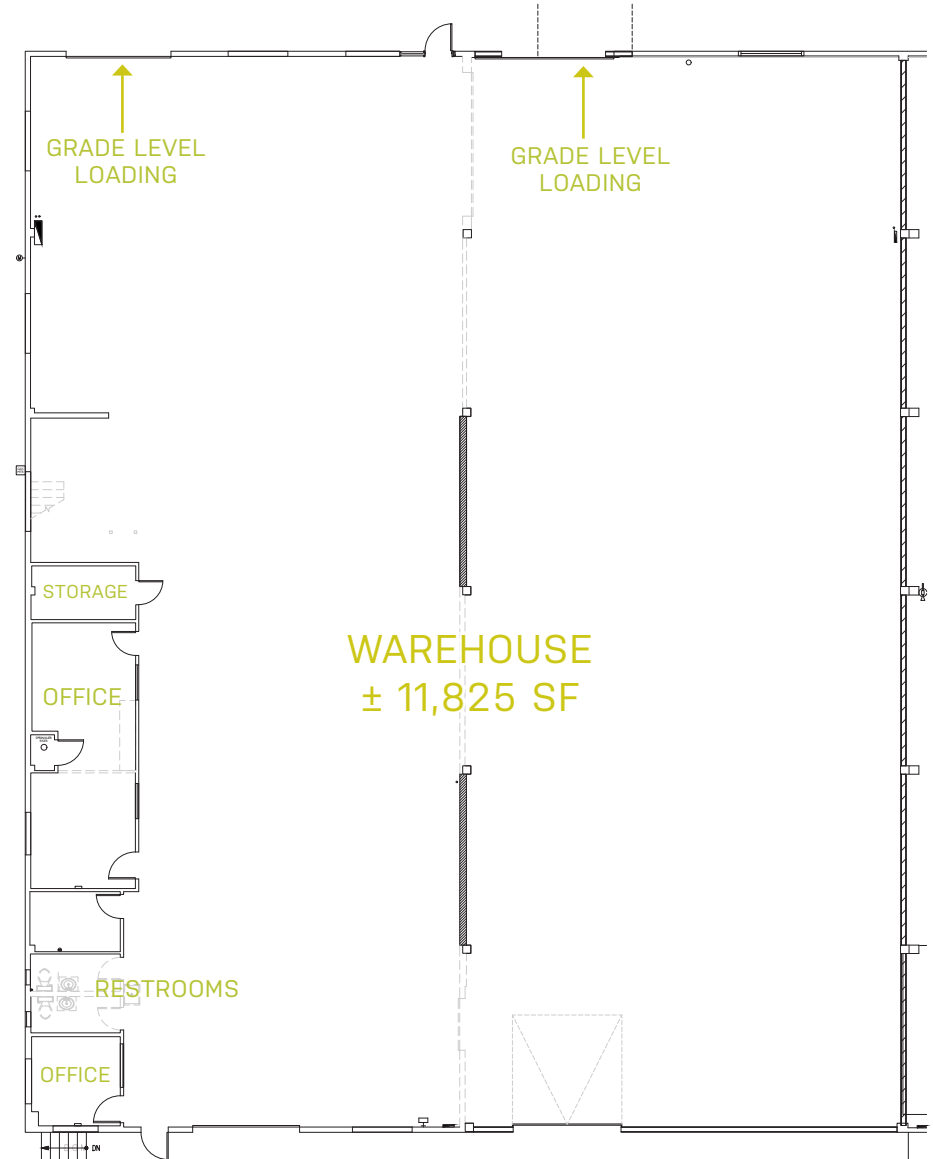 GRADE LEVEL
LOADING
GRADE LEVEL
LOADING
STORAGE
WAREHOUSE
± 11,825 SF
OFFICE
RESTROOMS
OFFICE
DN